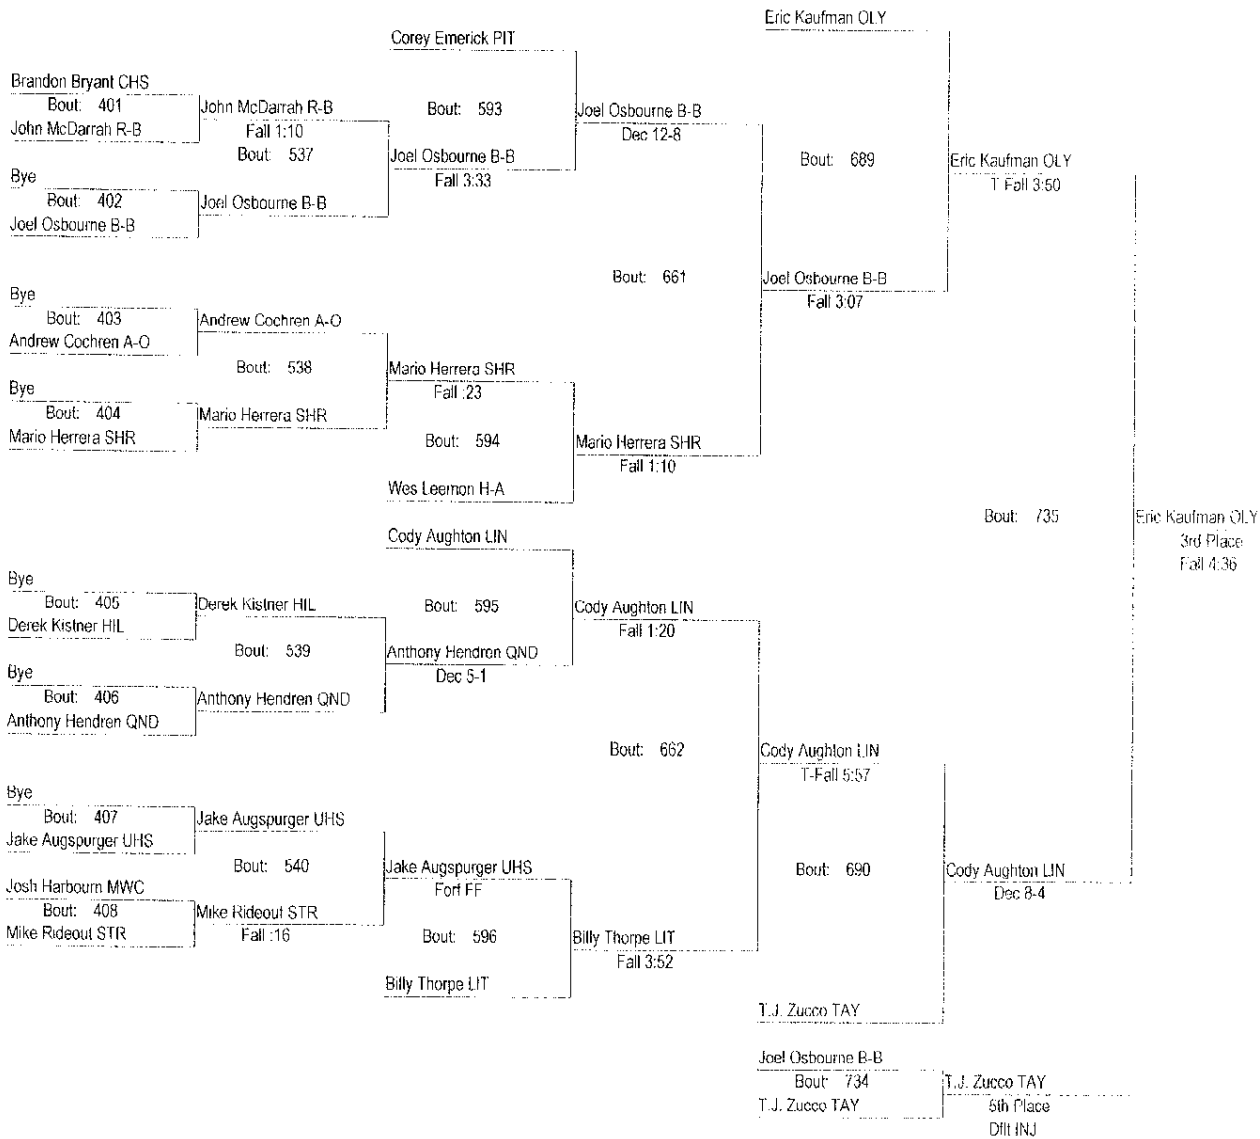 Eric Kaufman OLY
Corey Emerick PIT
Brandon Bryant CHS
Bout: 401
John McDarrah R-B
John McDarrah R-B
Fall 1:10
Bout: 537
Bye
Bout: 402
Joel Osbourne B-B
Joel Osbourne B-B
Bout: 593
Joel Osbourne B-B
Fall 3:33
Joel Osbourne B-B
Dec 12-8
Bout: 689
Eric Kaufman OLY
T Fall 3:50
Bye
Bout: 403
Andrew Cochren A-O
Andrew Cochren A-O
Bout: 538
Bye
Bout: 404
Mario Herrera SHR
Mario Herrera SHR
Mario Herrera SHR
Fall :23
Bout: 594
Wes Leemon H-A
Mario Herrera SHR
Fall 1:10
Bout: 661
Joel Osbourne B-B
Fall 3:07
Bout: 735
Eric Kaufman OLY
3rd Place
Fall 4:36
Cody Aughton LIN
Bye
Bout: 405
Derek Kistner HIL
Derek Kistner HIL
Bout: 539
Bye
Bout: 406
Anthony Hendren QND
Anthony Hendren QND
Bout: 595
Anthony Hendren QND
Dec 5-1
Cody Aughton LIN
Fall 1:20
Bout: 662
Cody Aughton LIN
T-Fall 5:57
Bye
Bout: 407
Jake Augspurger UHS
Jake Augspurger UHS
Bout: 540
Josh Harbourn MWC
Bout: 408
Mike Rideout STR
Mike Rideout STR
Fall :16
Jake Augspurger UHS
Forf FF
Bout: 596
Billy Thorpe LIT
Billy Thorpe LIT
Fall 3:52
Bout: 690
Cody Aughton LIN
Dec 8-4
T.J. Zucco TAY
Joel Osbourne B-B
Bout: 734
T.J. Zucco TAY
T.J. Zucco TAY
5th Place
Dflt INJ